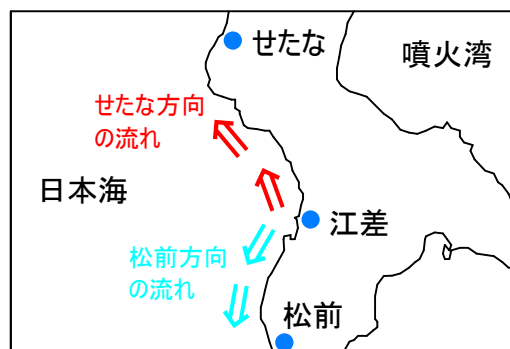 せたな
噴火湾
せたな方向
の流れ
日本海
江差
松前方向
の流れ
松前